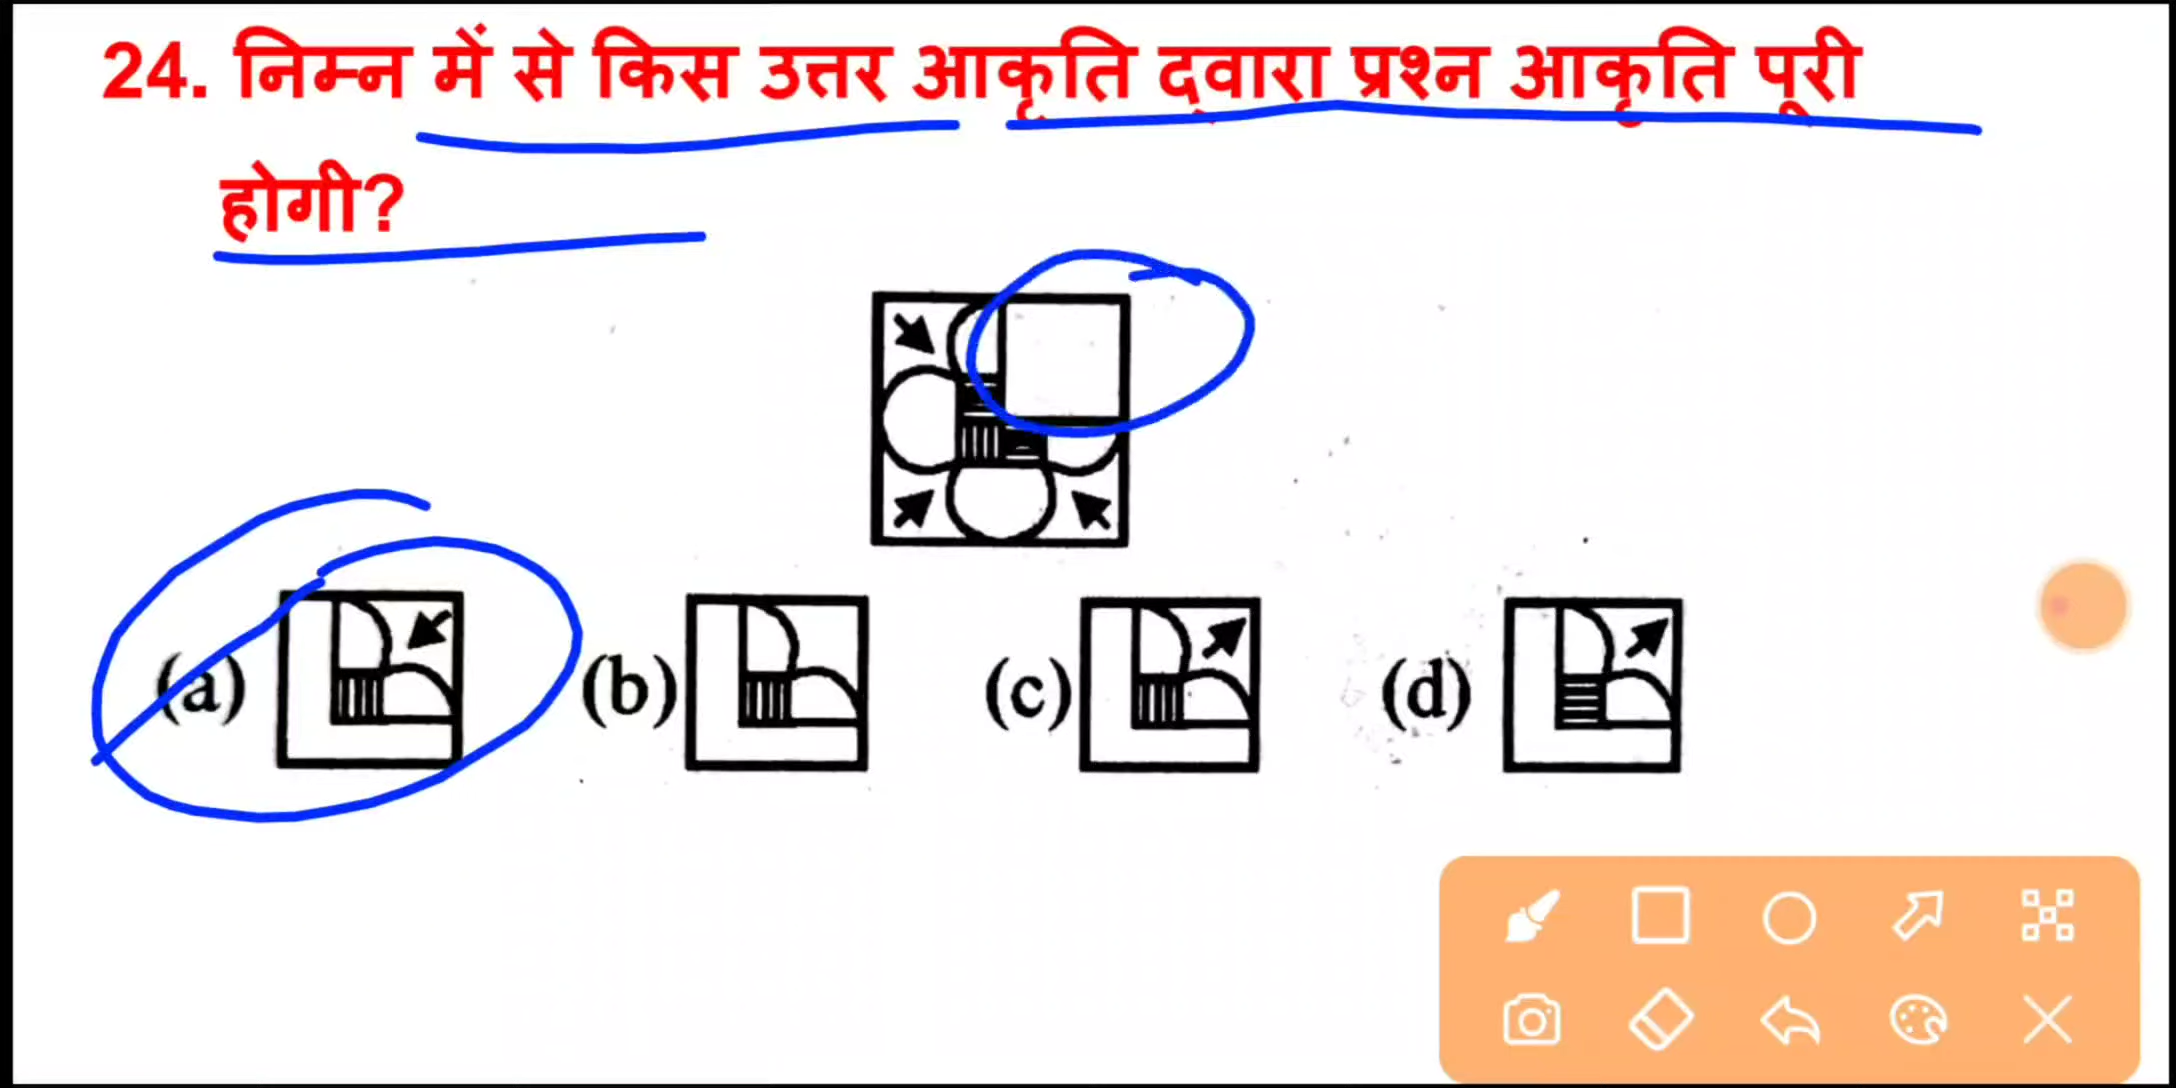 24. निम्न में से किस उत्तर आकृति द्वारा प्रश्न आकृति पूरी
होगी?
(a) (b) (c) (d)